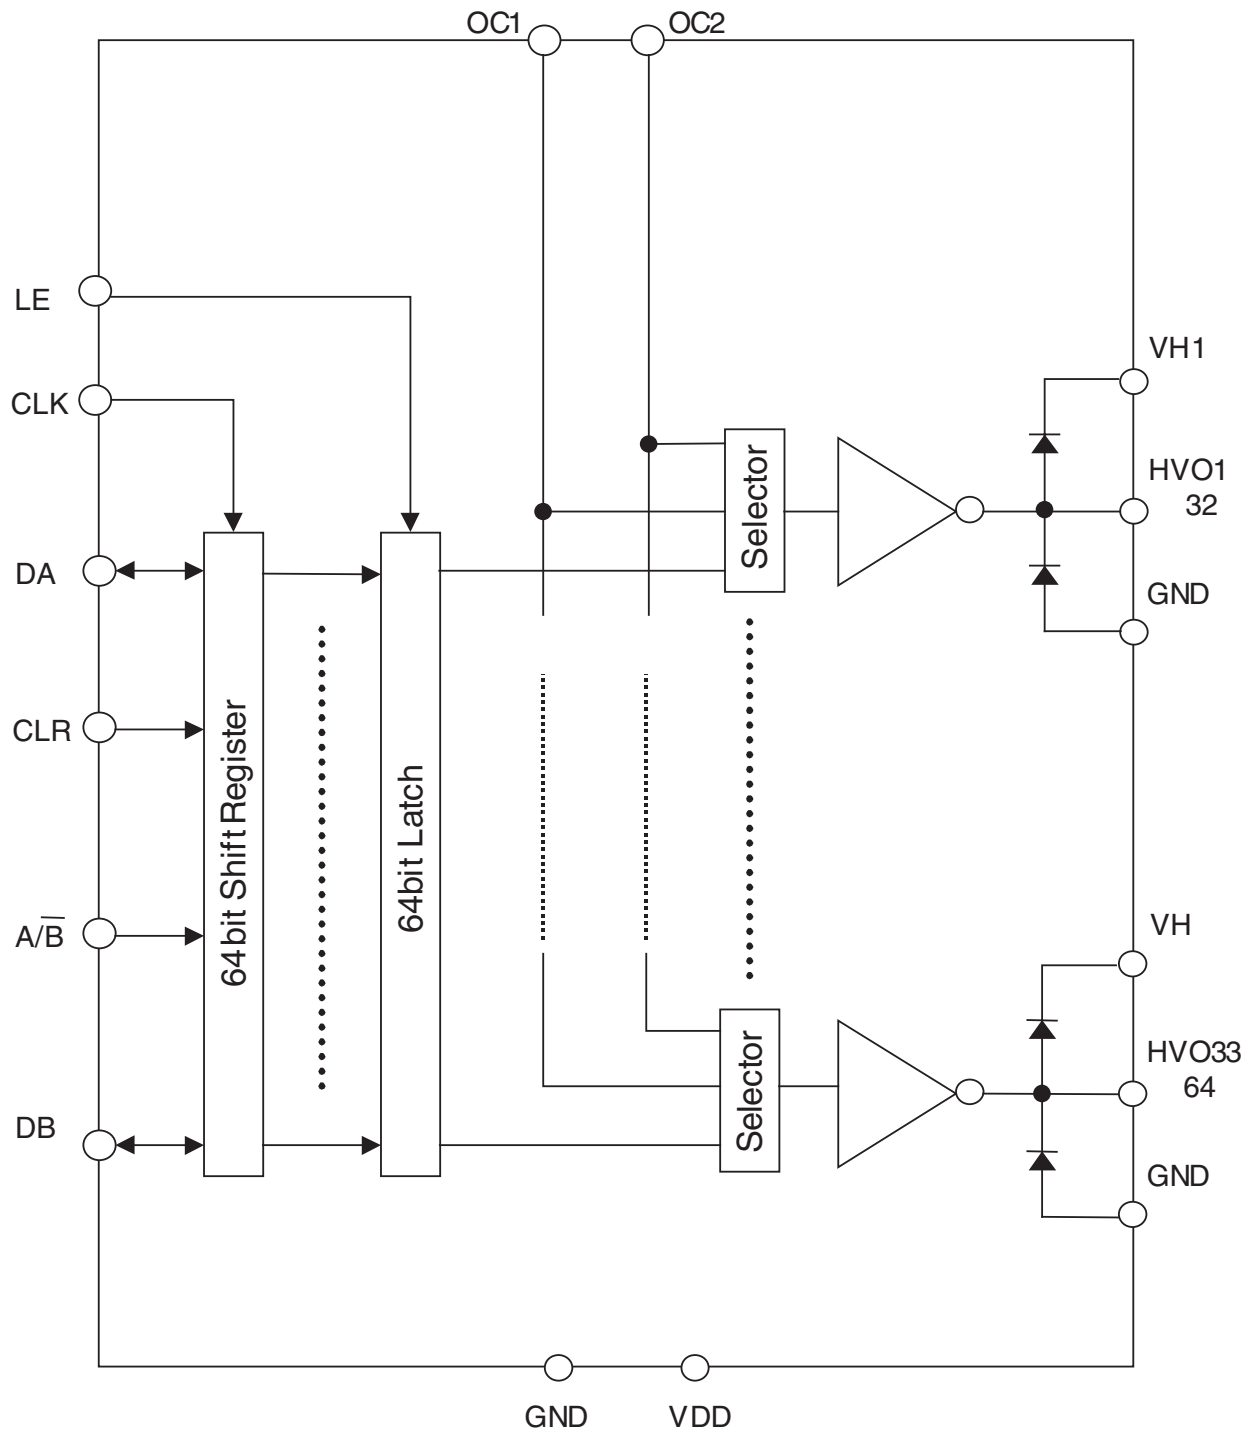 OC1
OC2
LE
CLK
DA
CLR
A/B̅
DB
64bit Shift Register
64bit Latch
Selector
Selector
VH1
HVO1
32
GND
VH
HVO33
64
GND
GND
VDD